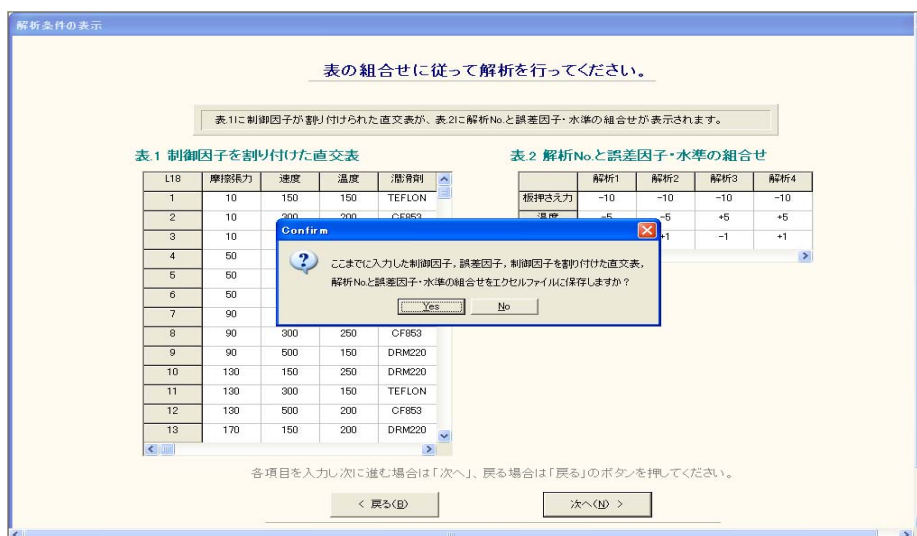 解析条件の表示
表の組合せに従って解析を行ってください。
表.1に制御因子が割り付けられた直交表が、表.2に解析No.と誤差因子・水準の組合せが表示されます。
表.1 制御因子を割り付けた直交表
L18 摩擦張力 速度 温度 潤滑剤
1 10 150 150 TEFLON
2 10 300 200 CF853
3 10
4 50
5 50
6 50
7 90
8 90 300 250 CF853
9 90 500 150 DRM220
10 130 150 250 DRM220
11 130 300 150 TEFLON
12 130 500 200 CF853
13 170 150 200 DRM220
表.2 解析No.と誤差因子・水準の組合せ
解析1 解析2 解析3 解析4
板押さえ力 -10 -10 -10 -10
温度 -5 -5 +5 +5
+1 -1 +1
Confirm
ここまでに入力した制御因子，誤差因子，制御因子を割り付けた直交表，
解析No.と誤差因子・水準の組合せをエクセルファイルに保存しますか？
Yes No
各項目を入力し次に進む場合は「次へ」、戻る場合は「戻る」のボタンを押してください。
< 戻る(B) 次へ(N) >